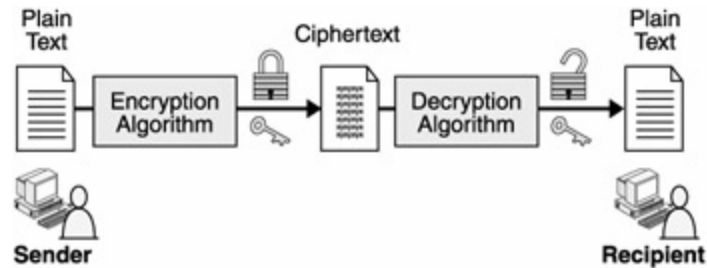 Plain
Text
Ciphertext
Plain
Text
Encryption
Algorithm
Decryption
Algorithm
Sender
Recipient